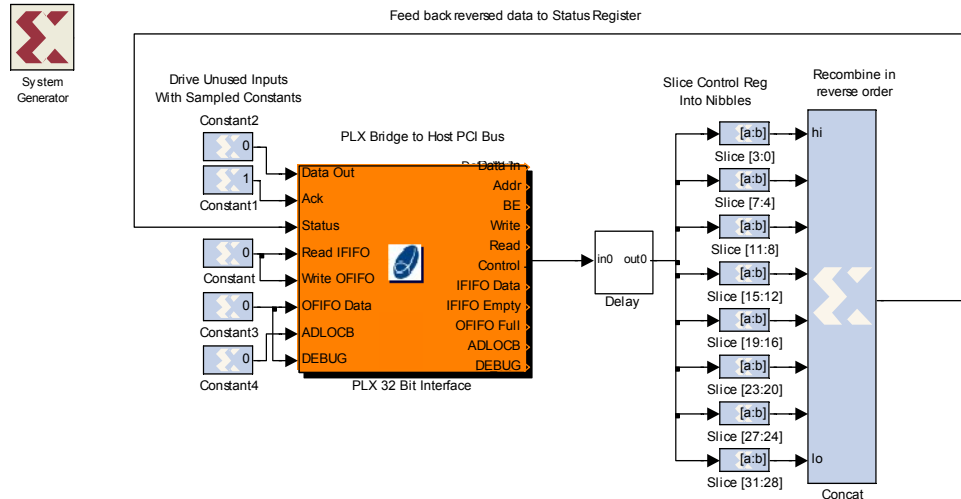 Feed back reversed data to Status Register
System
Generator
Drive Unused Inputs
With Sampled Constants
Constant2
0
1
Constant1
0
Constant
0
Constant3
0
Constant4
PLX Bridge to Host PCI Bus
Data Out
Ack
Status
Read IFIFO
Write OFIFO
OFIFO Data
ADLOCB
DEBUG
Data In
Addr
BE
Write
Read
Control
IFIFO Data
IFIFO Empty
OFIFO Full
ADLOCB
DEBUG
PLX 32 Bit Interface
in0 out0
Delay
Slice Control Reg
Into Nibbles
[a:b]
Slice [3:0]
[a:b]
Slice [7:4]
[a:b]
Slice [11:8]
[a:b]
Slice [15:12]
[a:b]
Slice [19:16]
[a:b]
Slice [23:20]
[a:b]
Slice [27:24]
[a:b]
Slice [31:28]
Recombine in
reverse order
hi
lo
Concat